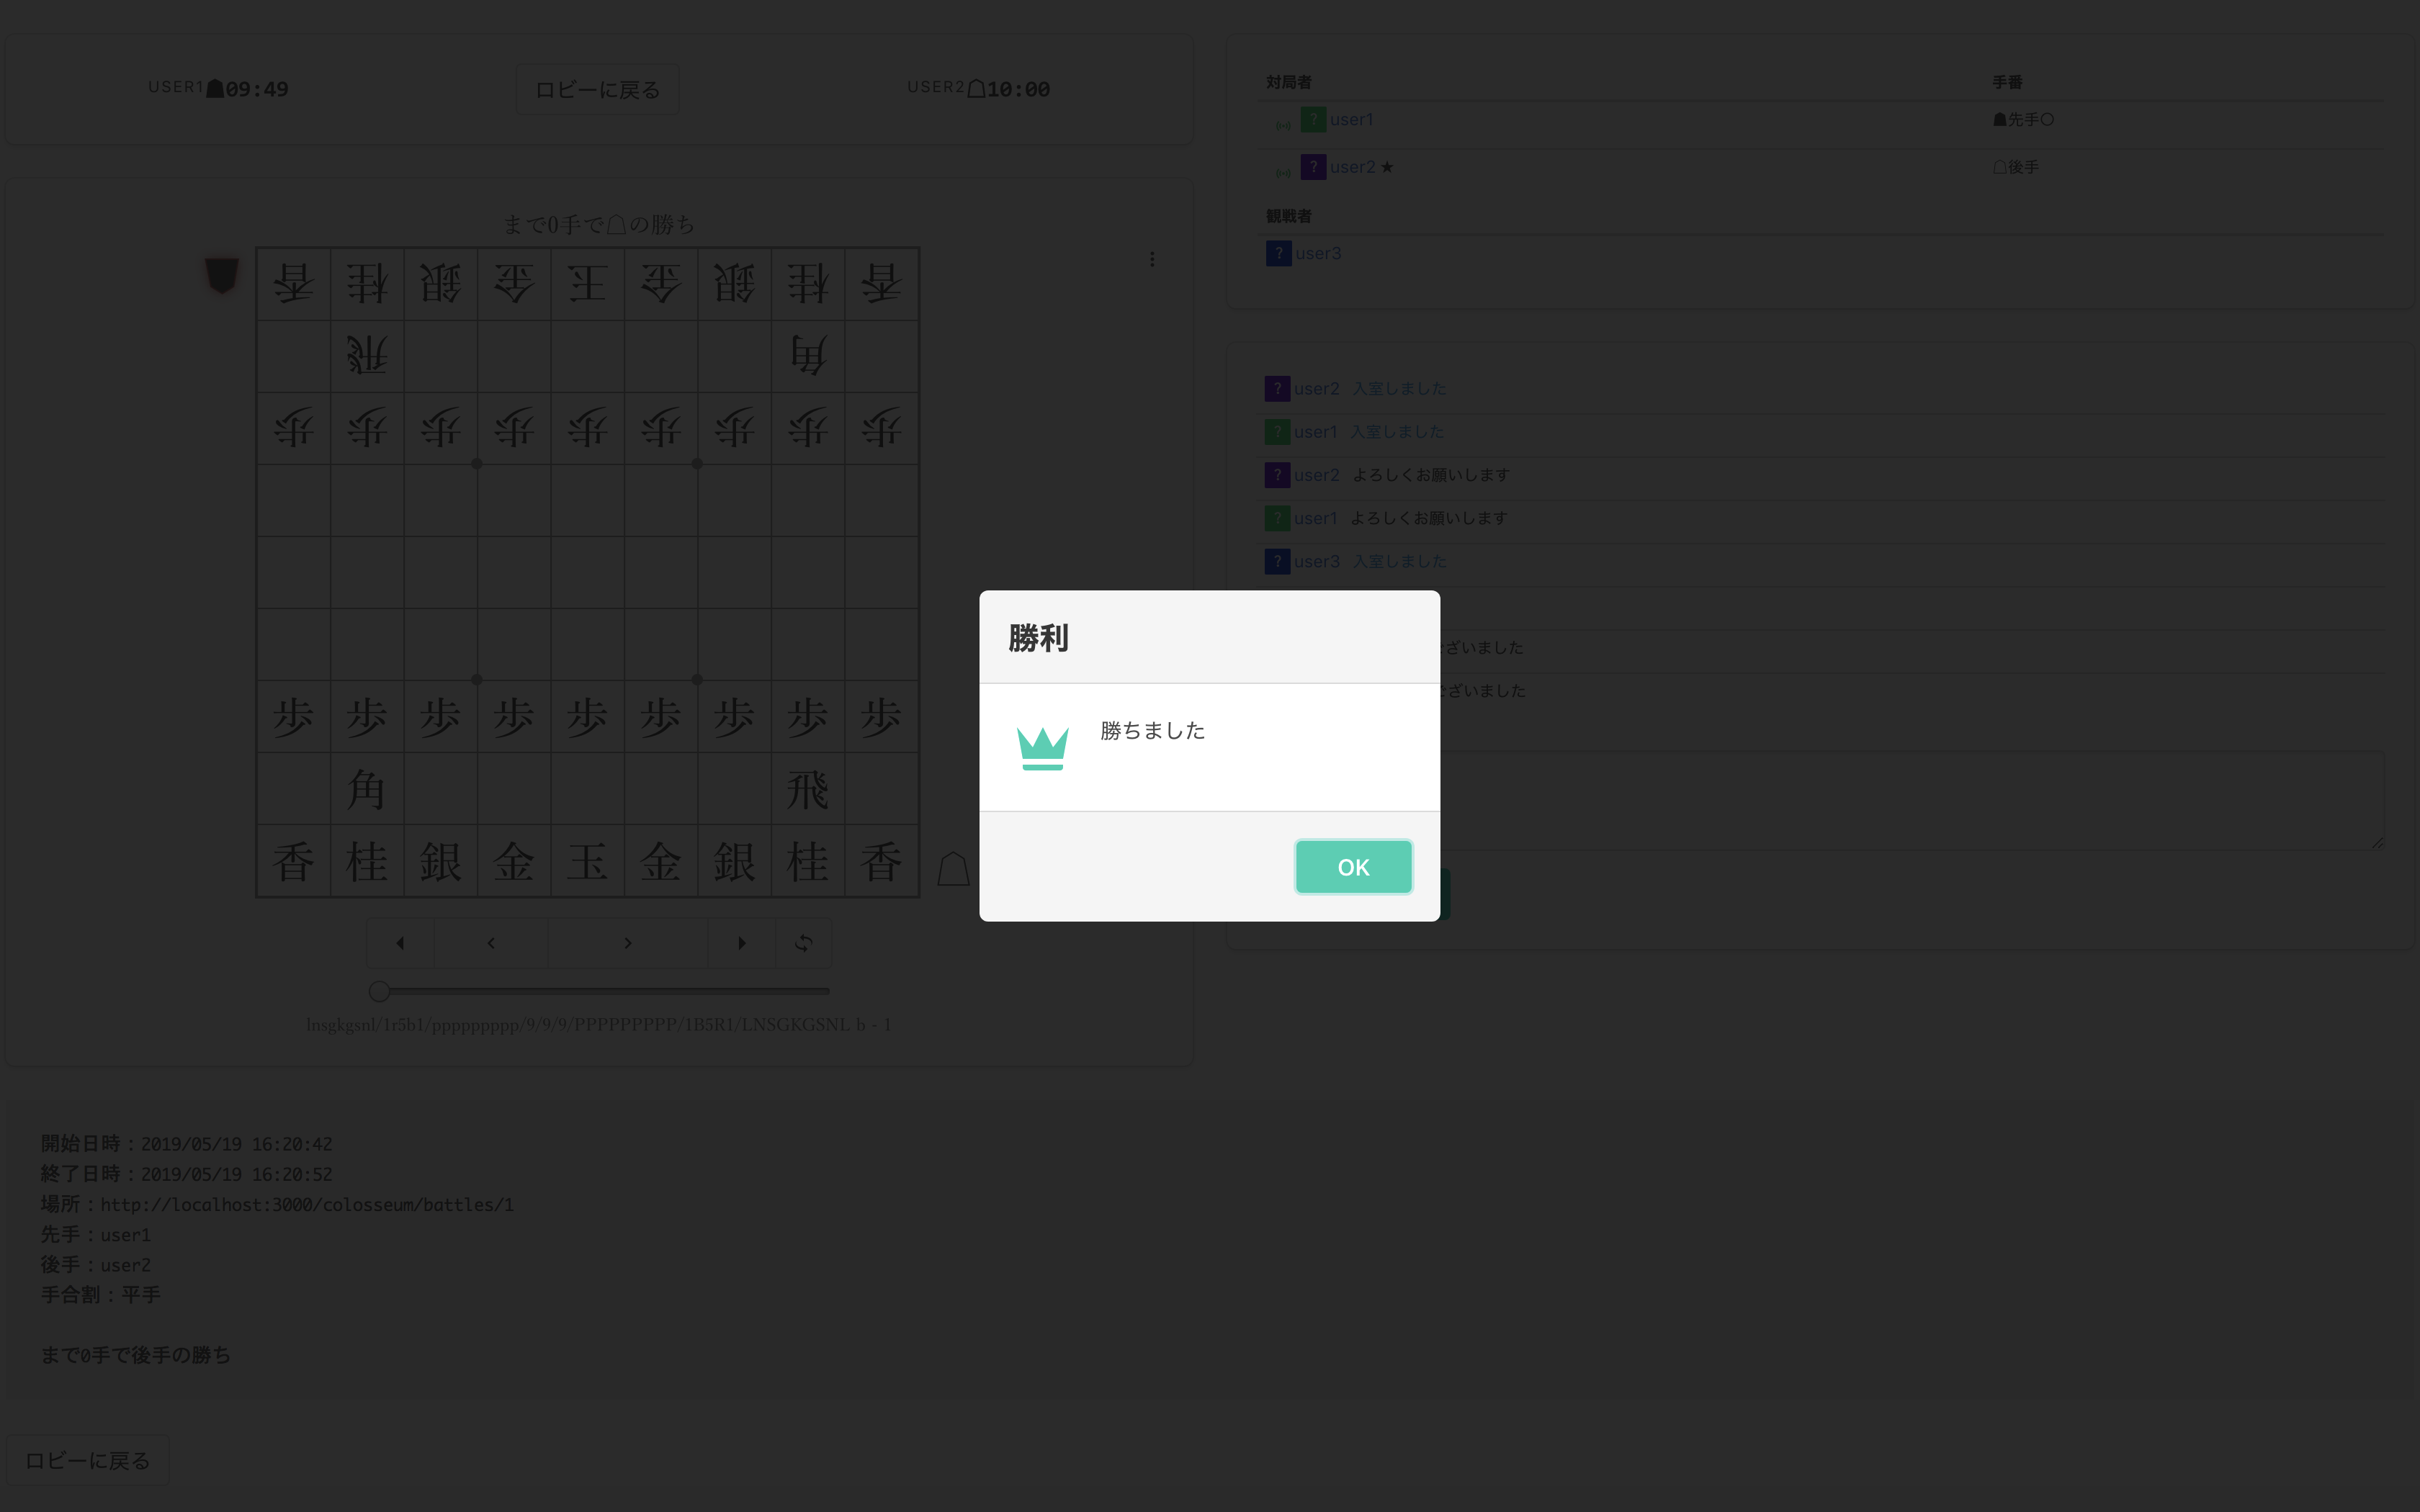 USER1☗09:49
ロビーに戻る
USER2☖10:00
まで0手で☖の勝ち
香桂銀金王金銀桂香
飛角
歩歩歩歩歩歩歩歩歩
歩歩歩歩歩歩歩歩歩
角飛
香桂銀金玉金銀桂香
lnsgkgsnl/1r5b1/ppppppppp/9/9/9/PPPPPPPPP/1B5R1/LNSGKGSNL b - 1
対局者 手番
? user1 ☗先手〇
? user2 ★ ☖後手
観戦者
? user3
? user2 入室しました
? user1 入室しました
? user2 よろしくお願いします
? user1 よろしくお願いします
? user3 入室しました
ございました
ございました
勝利
勝ちました
OK
開始日時：2019/05/19 16:20:42
終了日時：2019/05/19 16:20:52
場所：http://localhost:3000/colosseum/battles/1
先手：user1
後手：user2
手合割：平手
まで0手で後手の勝ち
ロビーに戻る